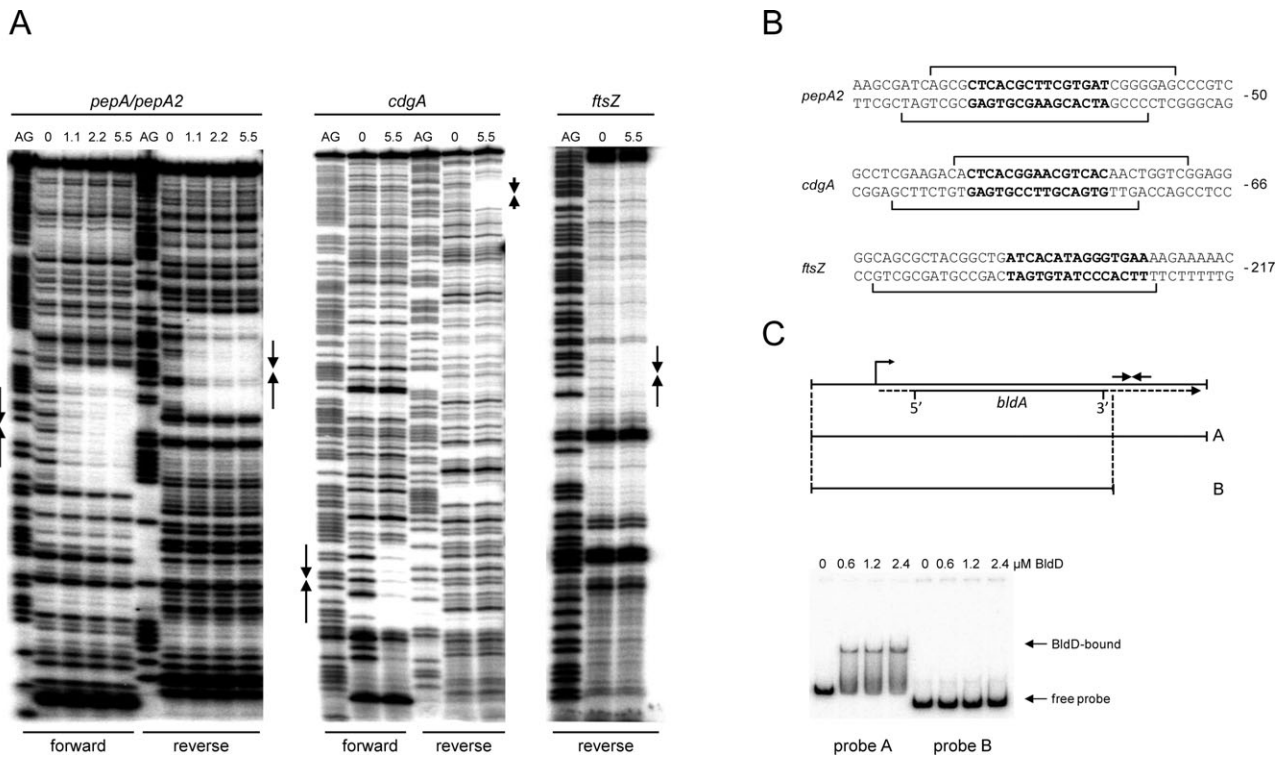 A
pepA/pepA2
cdgA
ftsZ
AG 0 1.1 2.2 5.5 AG 0 1.1 2.2 5.5
AG 0 5.5 AG 0 5.5
AG 0 5.5
forward reverse
forward reverse
reverse
B
AAGCGATCAGCGCTCACGCTTCGTGATCGGGGAGCCCGTC
pepA2 - 50
TTCGCTAGTCGCGAGTGCGAAGCACTAGCCCCTCGGGCAG
GCCTCGAAGACACTCACGGAACGTCACAACTGGTCGGAGG
cdgA - 66
CGGAGCTTCTGTGAGTGCCTTGCAGTGTTGACCAGCCTCC
GGCAGCGCTACGGCTGATCACATAGGGTGAAAAGAAAAAC
ftsZ - 217
CCGTCGCGATGCCGACTAGTGTATCCCACTTTTCTTTTTG
C
5’ bldA 3’
A
B
0 0.6 1.2 2.4 0 0.6 1.2 2.4 µM BldD
BldD-bound
free probe
probe A probe B